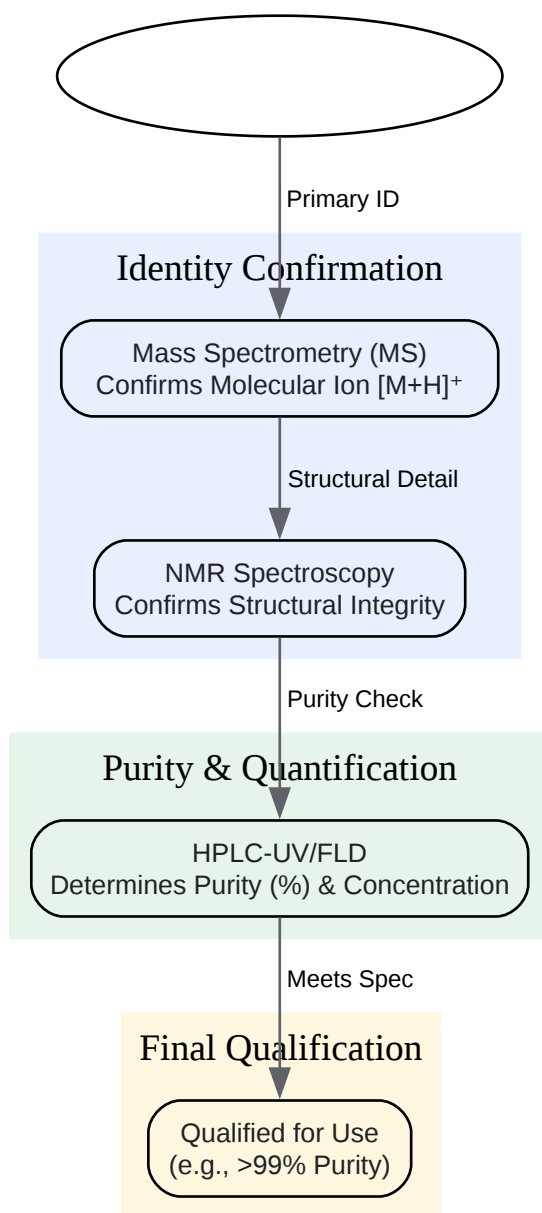 Primary ID
Identity Confirmation
Mass Spectrometry (MS)
Confirms Molecular Ion [M+H]⁺
Structural Detail
NMR Spectroscopy
Confirms Structural Integrity
Purity Check
Purity & Quantification
HPLC-UV/FLD
Determines Purity (%) & Concentration
Meets Spec
Final Qualification
Qualified for Use
(e.g., >99% Purity)